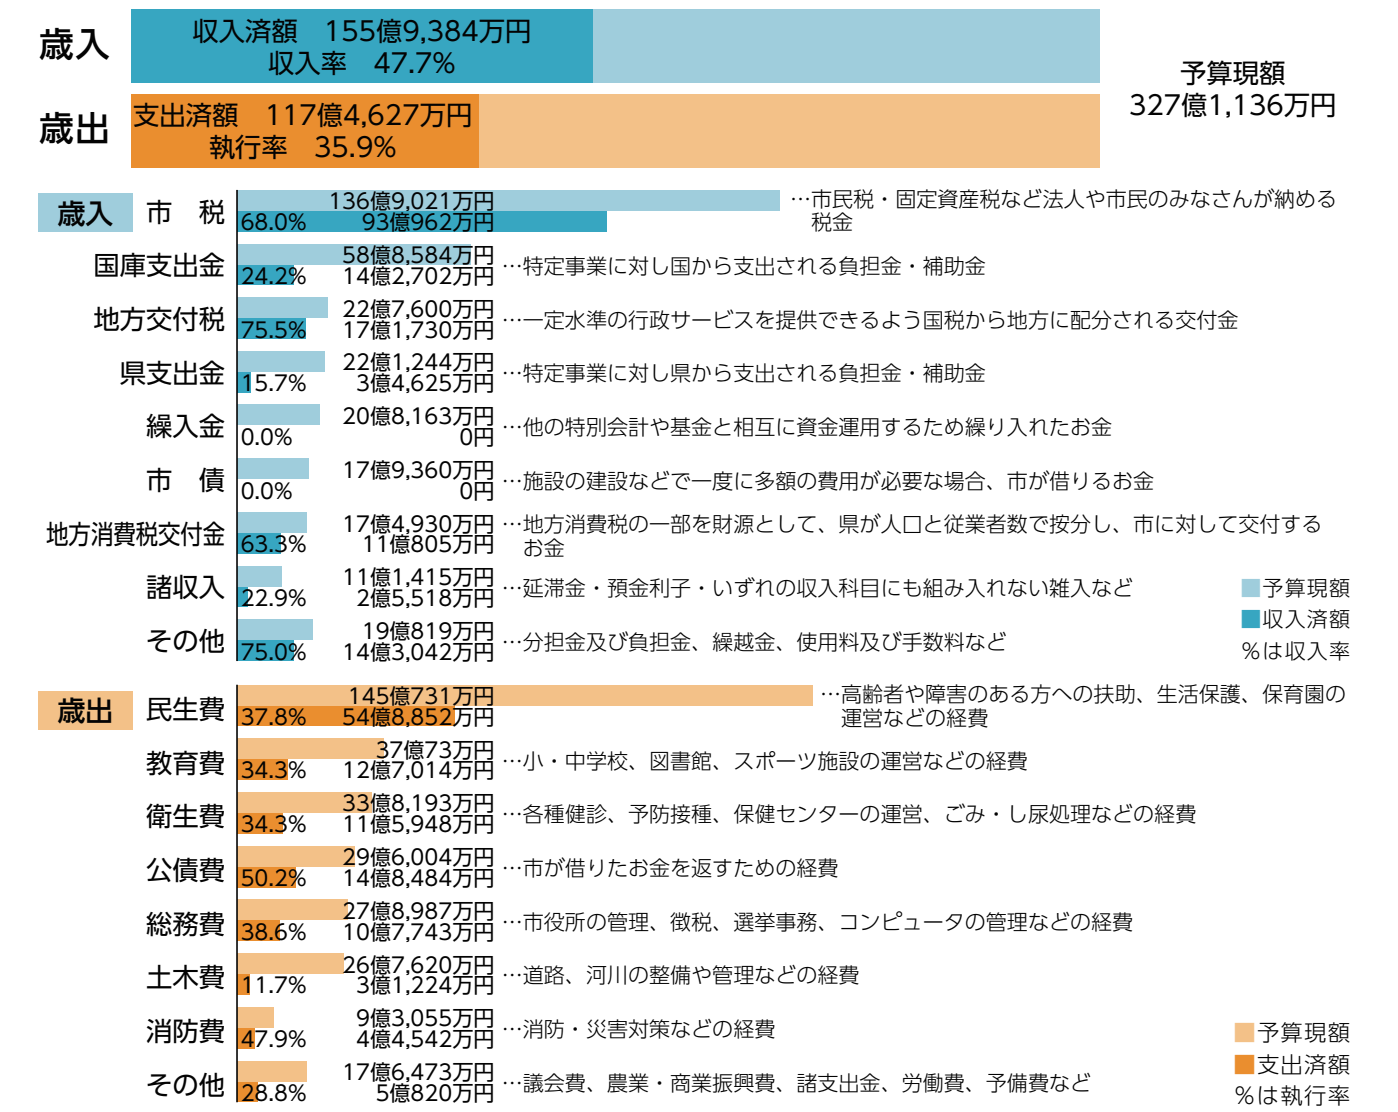 歳入
収入済額 155億9,384万円
収入率 47.7%
予算現額
327億1,136万円
歳出
支出済額 117億4,627万円
執行率 35.9%
歳入
市 税
136億9,021万円
68.0% 93億962万円
…市民税・固定資産税など法人や市民のみなさんが納める
税金
国庫支出金
58億8,584万円
24.2% 14億2,702万円
…特定事業に対し国から支出される負担金・補助金
地方交付税
22億7,600万円
75.5% 17億1,730万円
…一定水準の行政サービスを提供できるよう国税から地方に配分される交付金
県支出金
22億1,244万円
15.7% 3億4,625万円
…特定事業に対し県から支出される負担金・補助金
繰入金
20億8,163万円
0.0% 0円
…他の特別会計や基金と相互に資金運用するため繰り入れたお金
市 債
17億9,360万円
0.0% 0円
…施設の建設などで一度に多額の費用が必要な場合、市が借りるお金
地方消費税交付金
17億4,930万円
63.3% 11億805万円
…地方消費税の一部を財源として、県が人口と従業者数で按分し、市に対して交付する
お金
諸収入
11億1,415万円
22.9% 2億5,518万円
…延滞金・預金利子・いずれの収入科目にも組み入れない雑入など
その他
19億819万円
75.0% 14億3,042万円
…分担金及び負担金、繰越金、使用料及び手数料など
予算現額
収入済額
%は収入率
歳出
民生費
145億731万円
37.8% 54億8,852万円
…高齢者や障害のある方への扶助、生活保護、保育園の
運営などの経費
教育費
37億73万円
34.3% 12億7,014万円
…小・中学校、図書館、スポーツ施設の運営などの経費
衛生費
33億8,193万円
34.3% 11億5,948万円
…各種健診、予防接種、保健センターの運営、ごみ・し尿処理などの経費
公債費
29億6,004万円
50.2% 14億8,484万円
…市が借りたお金を返すための経費
総務費
27億8,987万円
38.6% 10億7,743万円
…市役所の管理、徴税、選挙事務、コンピュータの管理などの経費
土木費
26億7,620万円
11.7% 3億1,224万円
…道路、河川の整備や管理などの経費
消防費
9億3,055万円
47.9% 4億4,542万円
…消防・災害対策などの経費
その他
17億6,473万円
28.8% 5億820万円
…議会費、農業・商業振興費、諸支出金、労働費、予備費など
予算現額
支出済額
%は執行率